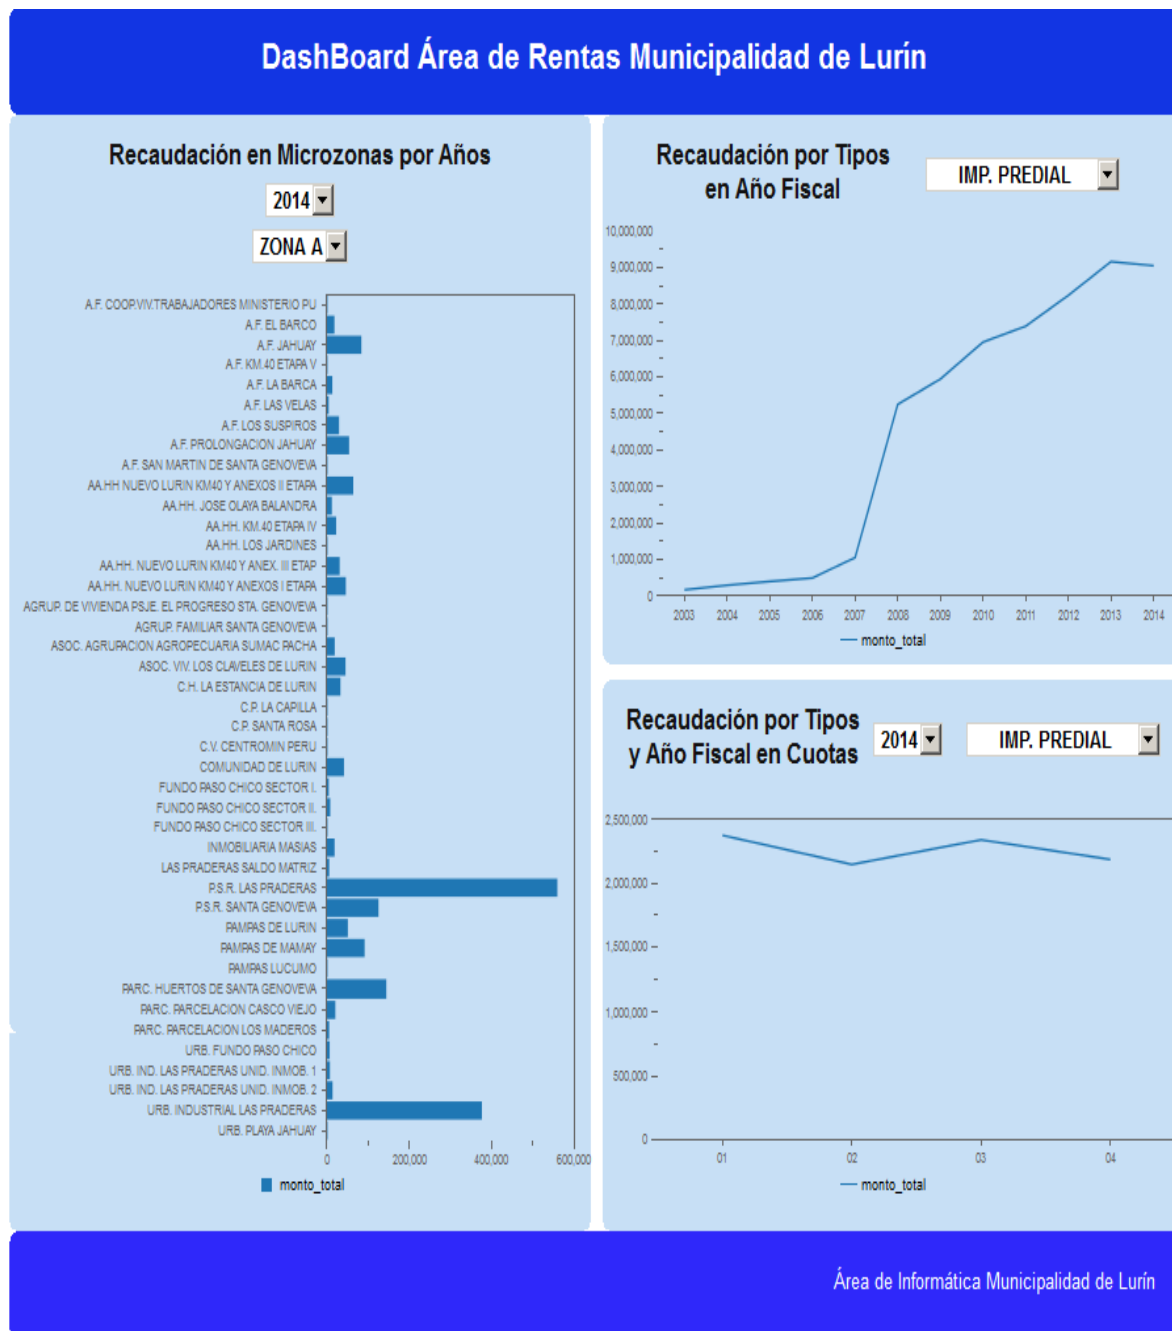 DashBoard Área de Rentas Municipalidad de Lurín
Recaudación en Microzonas por Años
2014
ZONA A
A.F. COOP.VIV.TRABAJADORES MINISTERIO PU
A.F. EL BARCO
A.F. JAHUAY
A.F. KM.40 ETAPA V
A.F. LA BARCA
A.F. LAS VELAS
A.F. LOS SUSPIROS
A.F. PROLONGACION JAHUAY
A.F. SAN MARTIN DE SANTA GENOVEVA
AA.HH NUEVO LURIN KM40 Y ANEXOS II ETAPA
AA.HH. JOSE OLAYA BALANDRA
AA.HH. KM.40 ETAPA IV
AA.HH. LOS JARDINES
AA.HH. NUEVO LURIN KM40 Y ANEX. III ETAP
AA.HH. NUEVO LURIN KM40 Y ANEXOS I ETAPA
AGRUP. DE VIVIENDA PSJE. EL PROGRESO STA. GENOVEVA
AGRUP. FAMILIAR SANTA GENOVEVA
ASOC. AGRUPACION AGROPECUARIA SUMAC PACHA
ASOC. VIV. LOS CLAVELES DE LURIN
C.H. LA ESTANCIA DE LURIN
C.P. LA CAPILLA
C.P. SANTA ROSA
C.V. CENTROMIN PERU
COMUNIDAD DE LURIN
FUNDO PASO CHICO SECTOR I.
FUNDO PASO CHICO SECTOR II.
FUNDO PASO CHICO SECTOR III.
INMOBILIARIA MASIAS
LAS PRADERAS SALDO MATRIZ
P.S.R. LAS PRADERAS
P.S.R. SANTA GENOVEVA
PAMPAS DE LURIN
PAMPAS DE MAMAY
PAMPAS LUCUMO
PARC. HUERTOS DE SANTA GENOVEVA
PARC. PARCELACION CASCO VIEJO
PARC. PARCELACION LOS MADEROS
URB. FUNDO PASO CHICO
URB. IND. LAS PRADERAS UNID. INMOB. 1
URB. IND. LAS PRADERAS UNID. INMOB. 2
URB. INDUSTRIAL LAS PRADERAS
URB. PLAYA JAHUAY
0 200,000 400,000 600,000
monto_total
Recaudación por Tipos
en Año Fiscal
IMP. PREDIAL
10,000,000
9,000,000
8,000,000
7,000,000
6,000,000
5,000,000
4,000,000
3,000,000
2,000,000
1,000,000
0
2003 2004 2005 2006 2007 2008 2009 2010 2011 2012 2013 2014
monto_total
Recaudación por Tipos
y Año Fiscal en Cuotas
2014
IMP. PREDIAL
2,500,000
2,000,000
1,500,000
1,000,000
500,000
0
01 02 03 04
monto_total
Área de Informática Municipalidad de Lurín